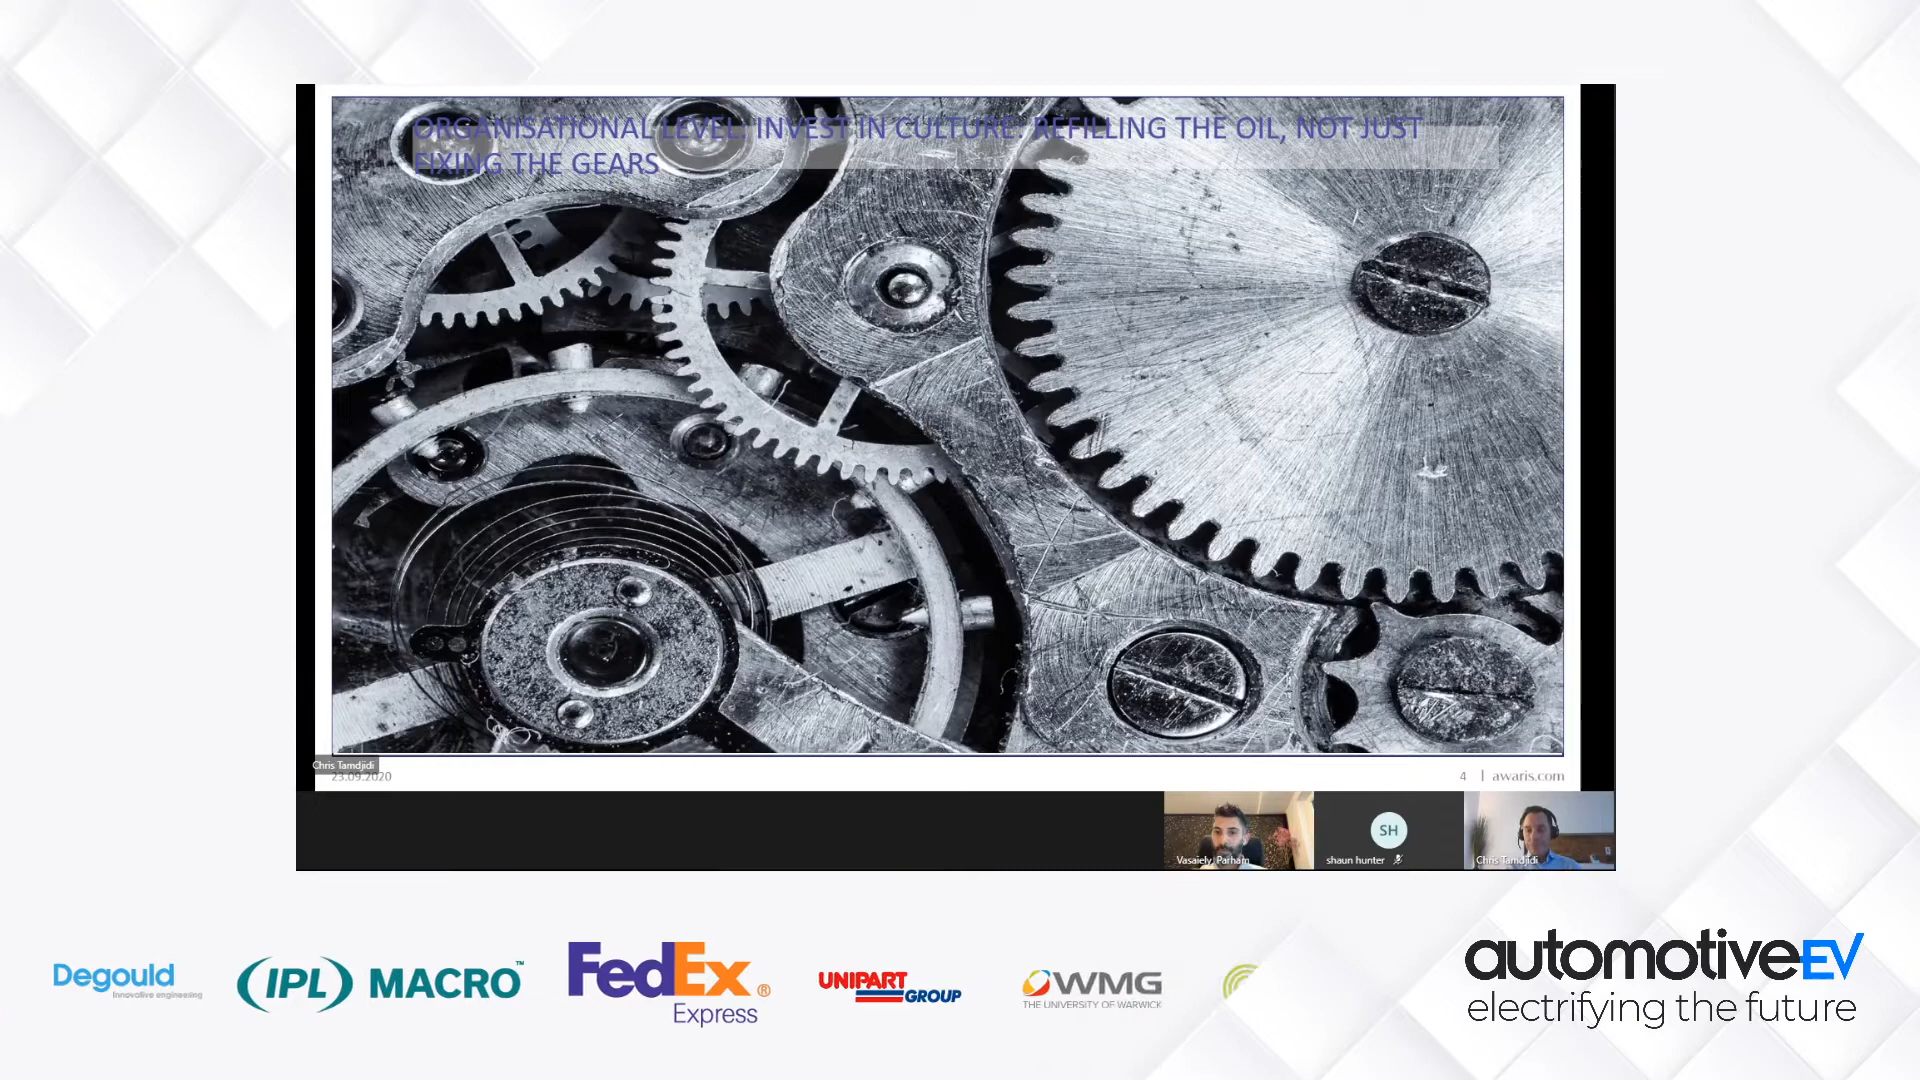 ORGANISATIONAL LEVEL: INVEST IN CULTURE: REFILLING THE OIL, NOT JUST
FIXING THE GEARS
Chris Tamdjidi
23.09.2020
4 | awaris.com
Vasaiely, Parham
SH
shaun hunter
Chris Tamdjidi
Degould
Innovative engineering
IPL MACRO™
FedEx®
Express
UNIPART
GROUP
WMG
THE UNIVERSITY OF WARWICK
automotiveEV
electrifying the future